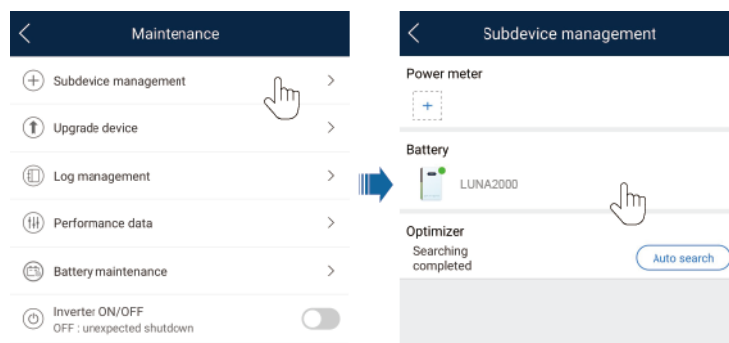 Maintenance
Subdevice management
Upgrade device
Log management
Performance data
Battery maintenance
Inverter ON/OFF
OFF : unexpected shutdown
Subdevice management
Power meter
+
Battery
LUNA2000
Optimizer
Searching
completed
Auto search